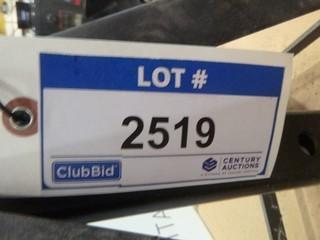 LOT #
2519
ClubBid
CENTURY
AUCTIONS